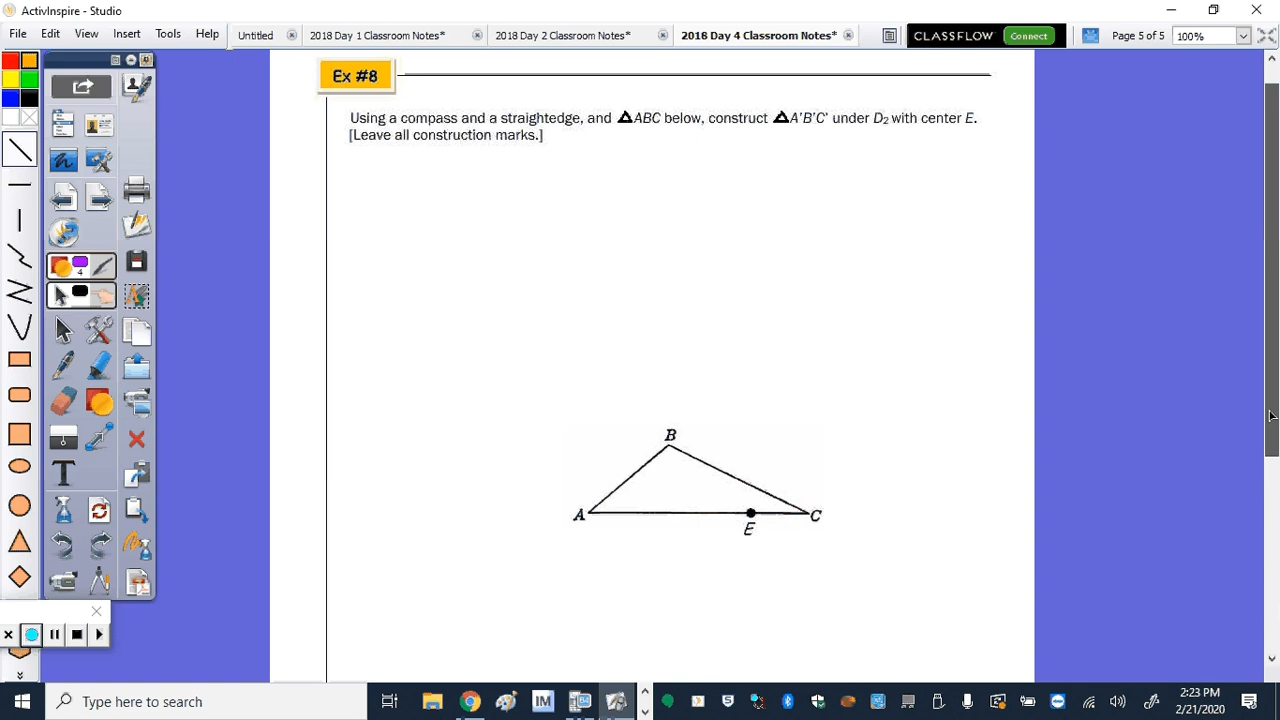 ActivInspire - Studio
File Edit View Insert Tools Help Untitled 2018 Day 1 Classroom Notes* 2018 Day 2 Classroom Notes* 2018 Day 4 Classroom Notes* CLASSFLOW Connect Page 5 of 5 100%
Ex #8
Using a compass and a straightedge, and △ABC below, construct △A'B'C' under D₂ with center E.
[Leave all construction marks.]
4
T
B
A
C
E
IM
5
Type here to search
2:23 PM
2/21/2020